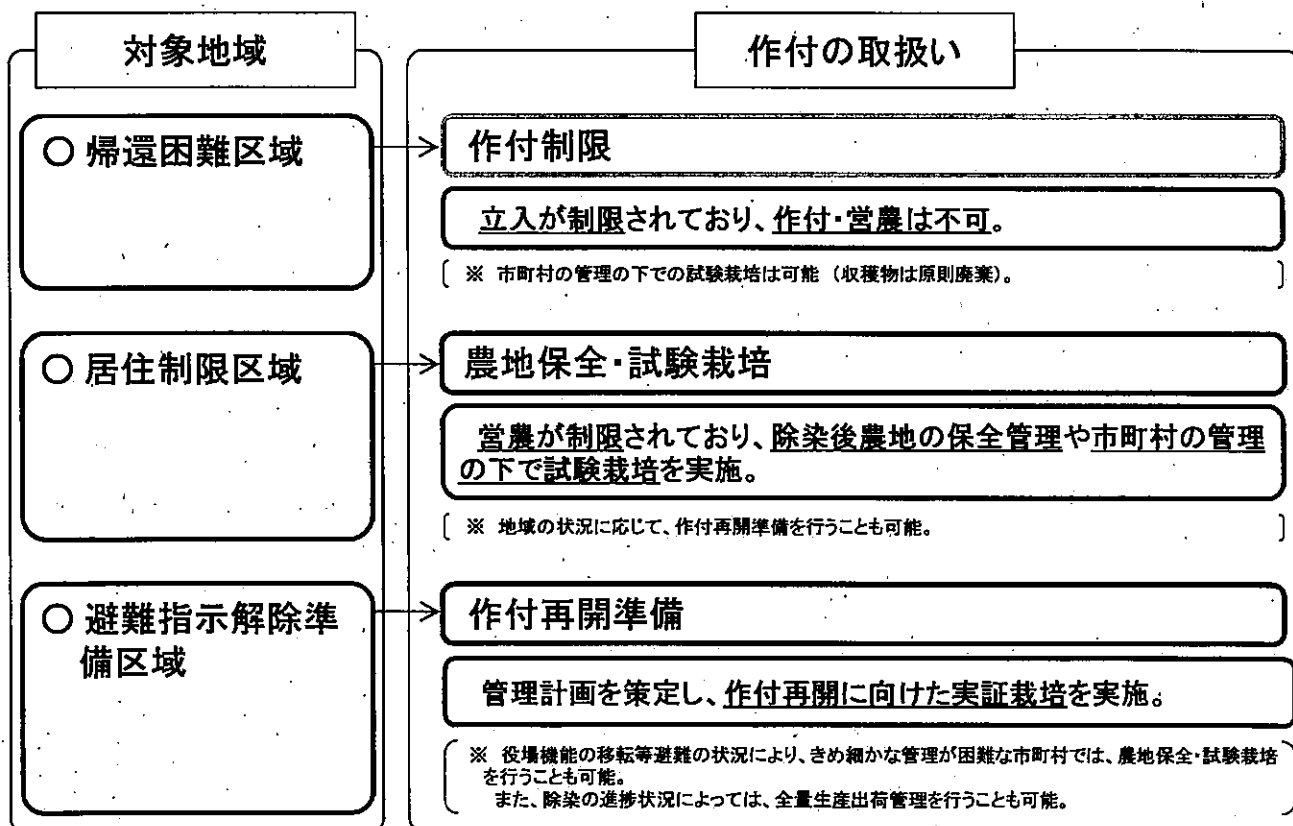 対象地域
作付の取扱い
○ 帰還困難区域
作付制限
立入が制限されており、作付・営農は不可。
※ 市町村の管理の下での試験栽培は可能 (収穫物は原則廃棄)。
○ 居住制限区域
農地保全・試験栽培
営農が制限されており、除染後農地の保全管理や市町村の管理
の下で試験栽培を実施。
※ 地域の状況に応じて、作付再開準備を行うことも可能。
○ 避難指示解除準
備区域
作付再開準備
管理計画を策定し、作付再開に向けた実証栽培を実施。
※ 役場機能の移転等避難の状況により、きめ細かな管理が困難な市町村では、農地保全・試験栽培
を行うことも可能。
また、除染の進捗状況によっては、全量生産出荷管理を行うことも可能。